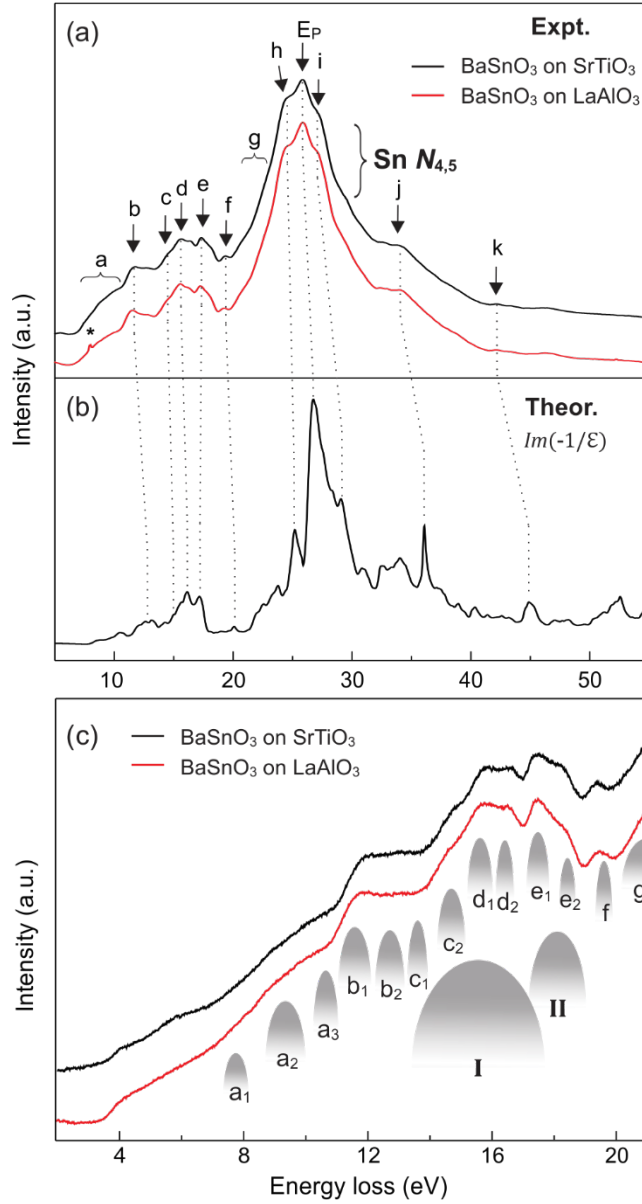 (a)
Expt.
BaSnO₃ on SrTiO₃
BaSnO₃ on LaAlO₃
h
E_P
i
g
Sn N₄,₅
a
b
c
d
e
f
j
k
*
Intensity (a.u.)
(b)
Theor.
Im(-1/ε)
10 20 30 40 50
(c)
BaSnO₃ on SrTiO₃
BaSnO₃ on LaAlO₃
Intensity (a.u.)
a₁
a₂
a₃
b₁
b₂
c₁
c₂
d₁
d₂
e₁
e₂
f
g
I
II
4 8 12 16 20
Energy loss (eV)